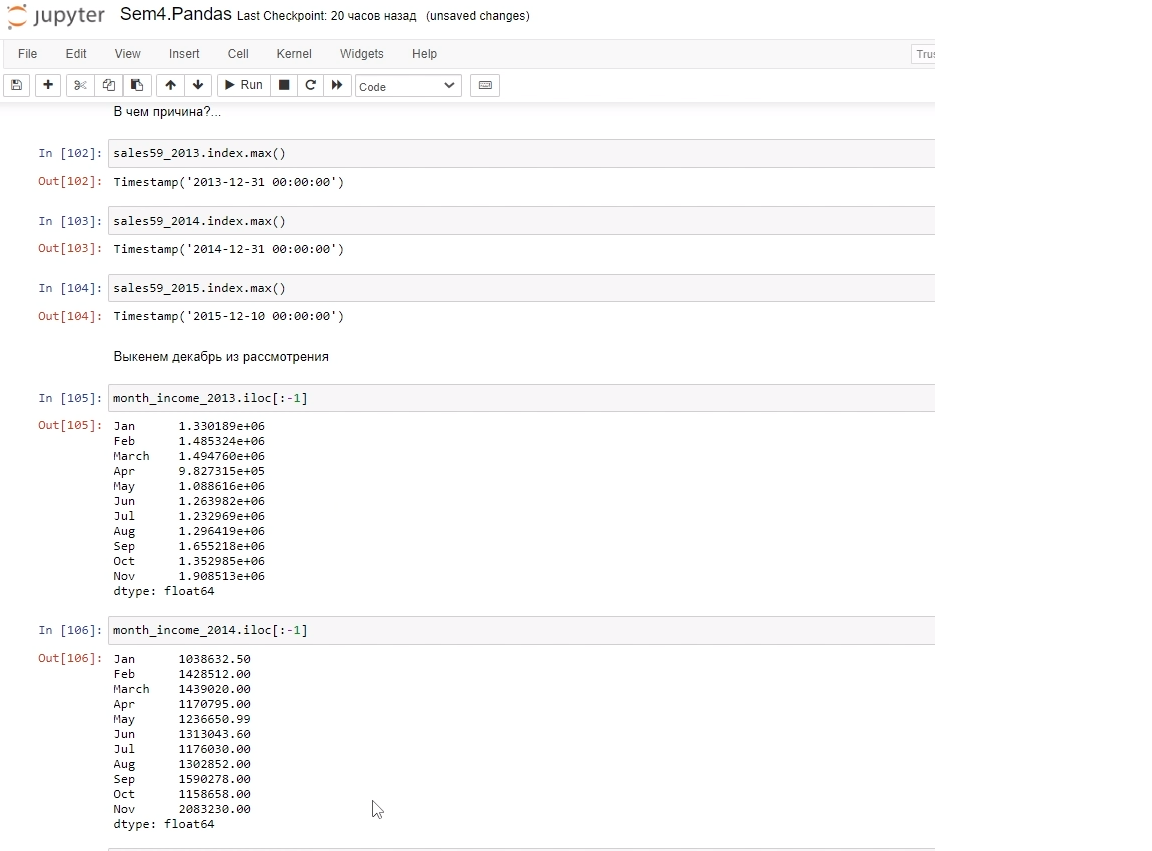 jupyter Sem4.Pandas Last Checkpoint: 20 часов назад (unsaved changes)
File Edit View Insert Cell Kernel Widgets Help Trus
Run Code
В чем причина?...
In [102]: sales59_2013.index.max()
Out[102]: Timestamp('2013-12-31 00:00:00')
In [103]: sales59_2014.index.max()
Out[103]: Timestamp('2014-12-31 00:00:00')
In [104]: sales59_2015.index.max()
Out[104]: Timestamp('2015-12-10 00:00:00')
Выкенем декабрь из рассмотрения
In [105]: month_income_2013.iloc[:-1]
Out[105]: Jan 1.330189e+06
Feb 1.485324e+06
March 1.494760e+06
Apr 9.827315e+05
May 1.088616e+06
Jun 1.263982e+06
Jul 1.232969e+06
Aug 1.296419e+06
Sep 1.655218e+06
Oct 1.352985e+06
Nov 1.908513e+06
dtype: float64
In [106]: month_income_2014.iloc[:-1]
Out[106]: Jan 1038632.50
Feb 1428512.00
March 1439020.00
Apr 1170795.00
May 1236650.99
Jun 1313043.60
Jul 1176030.00
Aug 1302852.00
Sep 1590278.00
Oct 1158658.00
Nov 2083230.00
dtype: float64